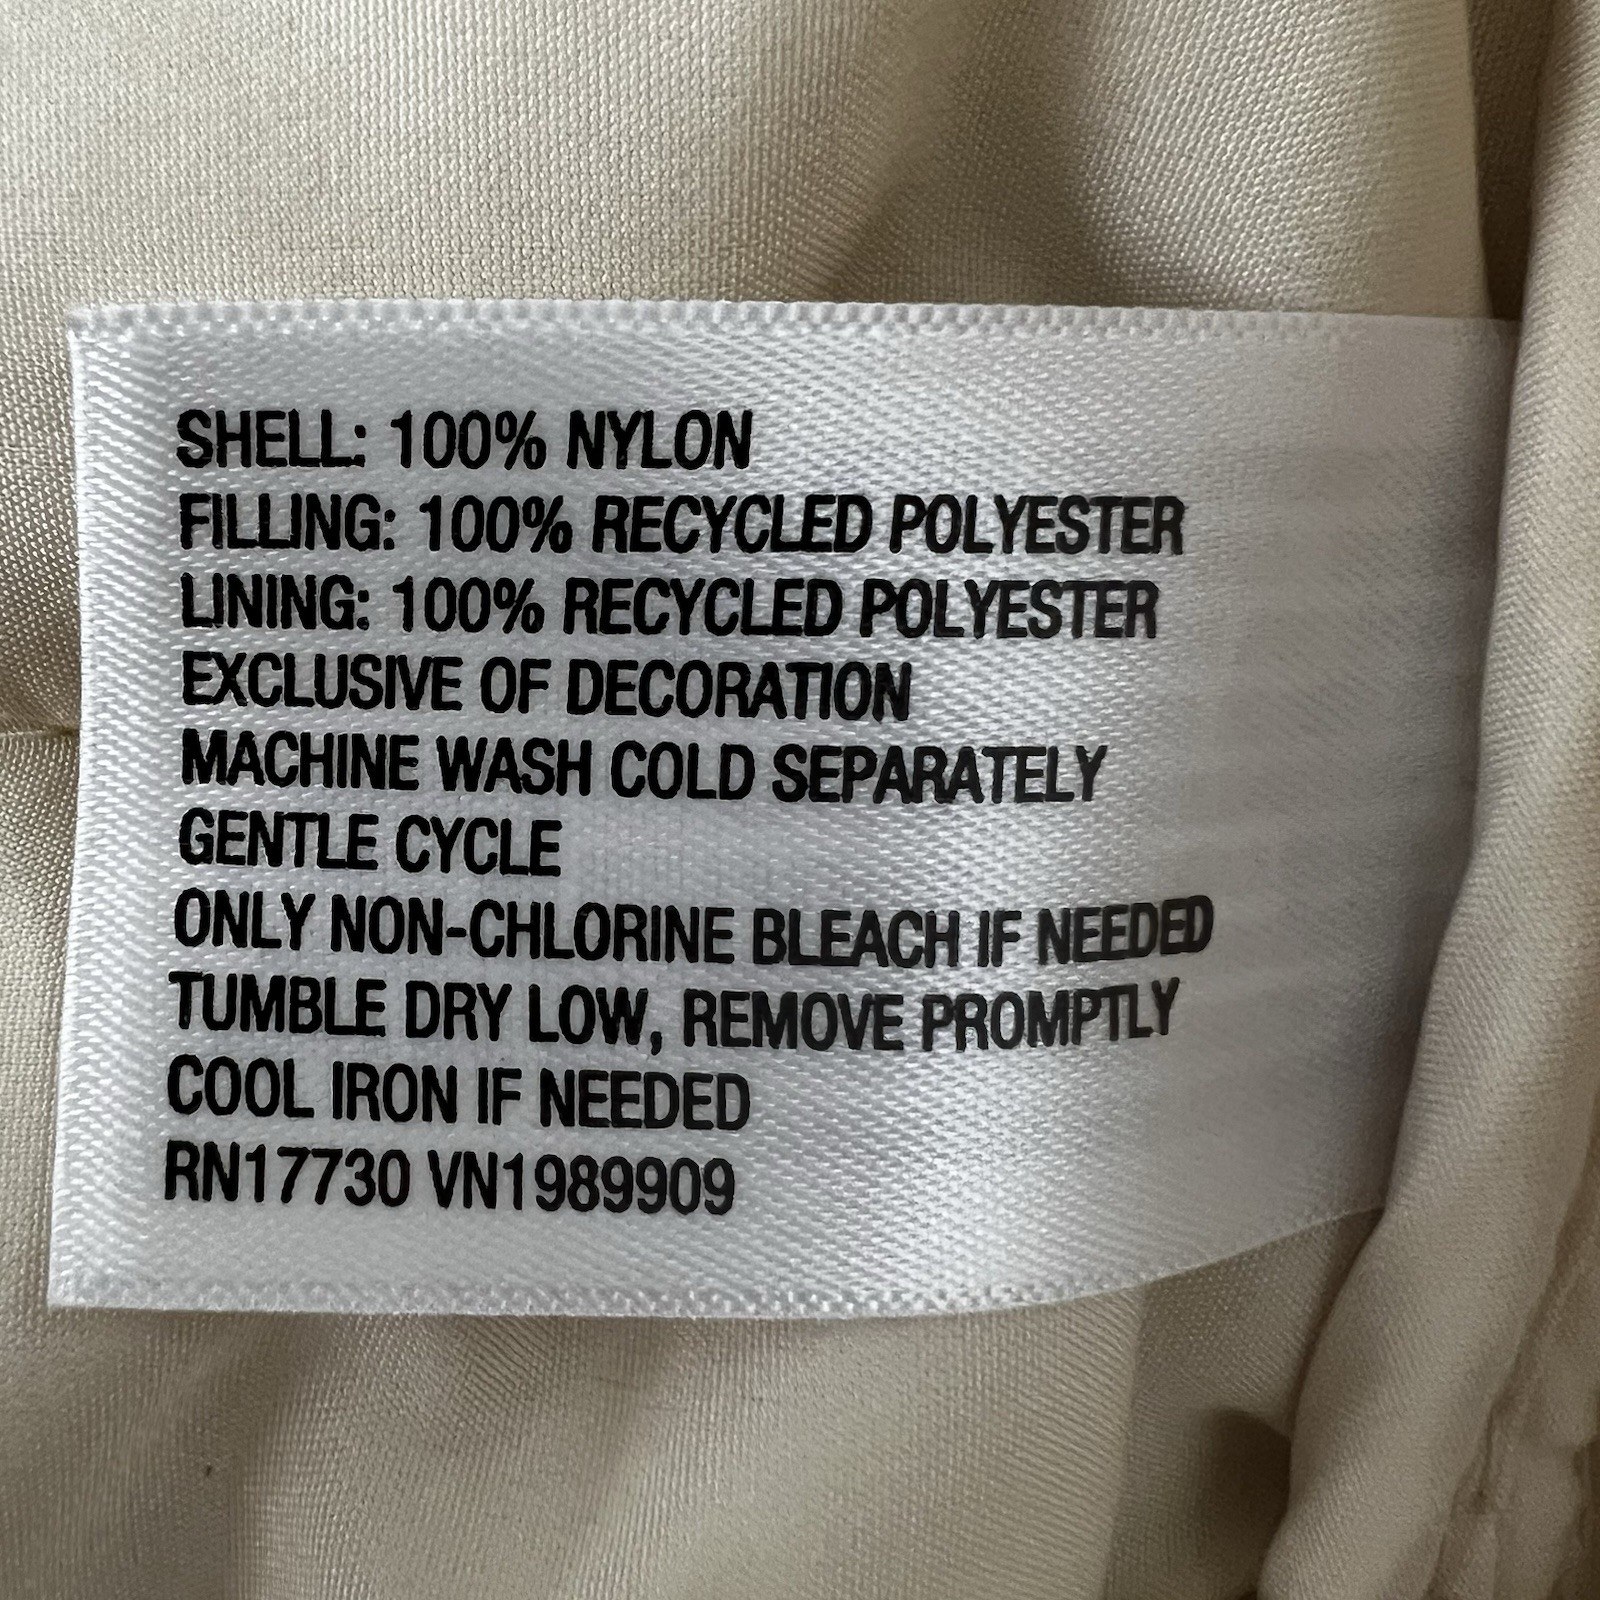 SHELL: 100% NYLON
FILLING: 100% RECYCLED POLYESTER
LINING: 100% RECYCLED POLYESTER
EXCLUSIVE OF DECORATION
MACHINE WASH COLD SEPARATELY
GENTLE CYCLE
ONLY NON-CHLORINE BLEACH IF NEEDED
TUMBLE DRY LOW, REMOVE PROMPTLY
COOL IRON IF NEEDED
RN17730 VN1989909